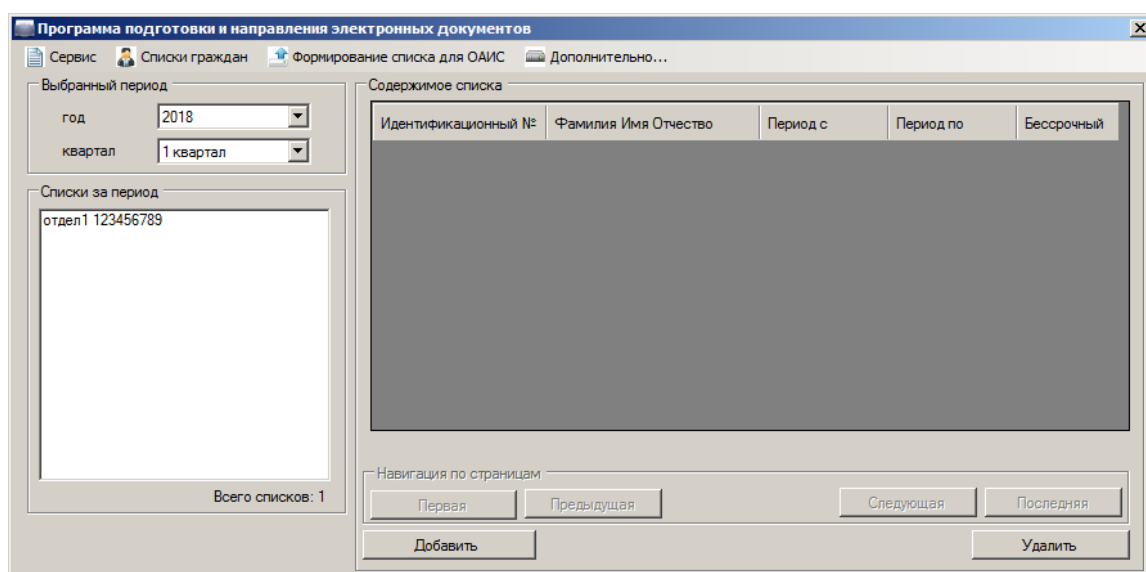 Программа подготовки и направления электронных документов
Сервис Списки граждан Формирование списка для ОАИС Дополнительно...
Выбранный период
год 2018
квартал 1 квартал
Списки за период
отдел1 123456789
Всего списков: 1
Содержимое списка
Идентификационный № Фамилия Имя Отчество Период с Период по Бессрочный
Навигация по страницам
Первая Предыдущая Следующая Последняя
Добавить Удалить